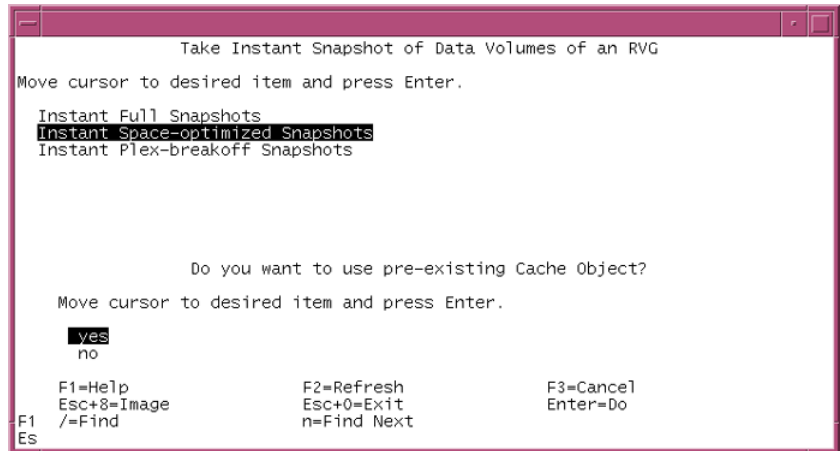 Take Instant Snapshot of Data Volumes of an RVG
Move cursor to desired item and press Enter.
Instant Full Snapshots
Instant Space-optimized Snapshots
Instant Plex-breakoff Snapshots
Do you want to use pre-existing Cache Object?
Move cursor to desired item and press Enter.
yes
no
F1=Help F2=Refresh F3=Cancel
Esc+8=Image Esc+0=Exit Enter=Do
F1 /=Find n=Find Next
Es